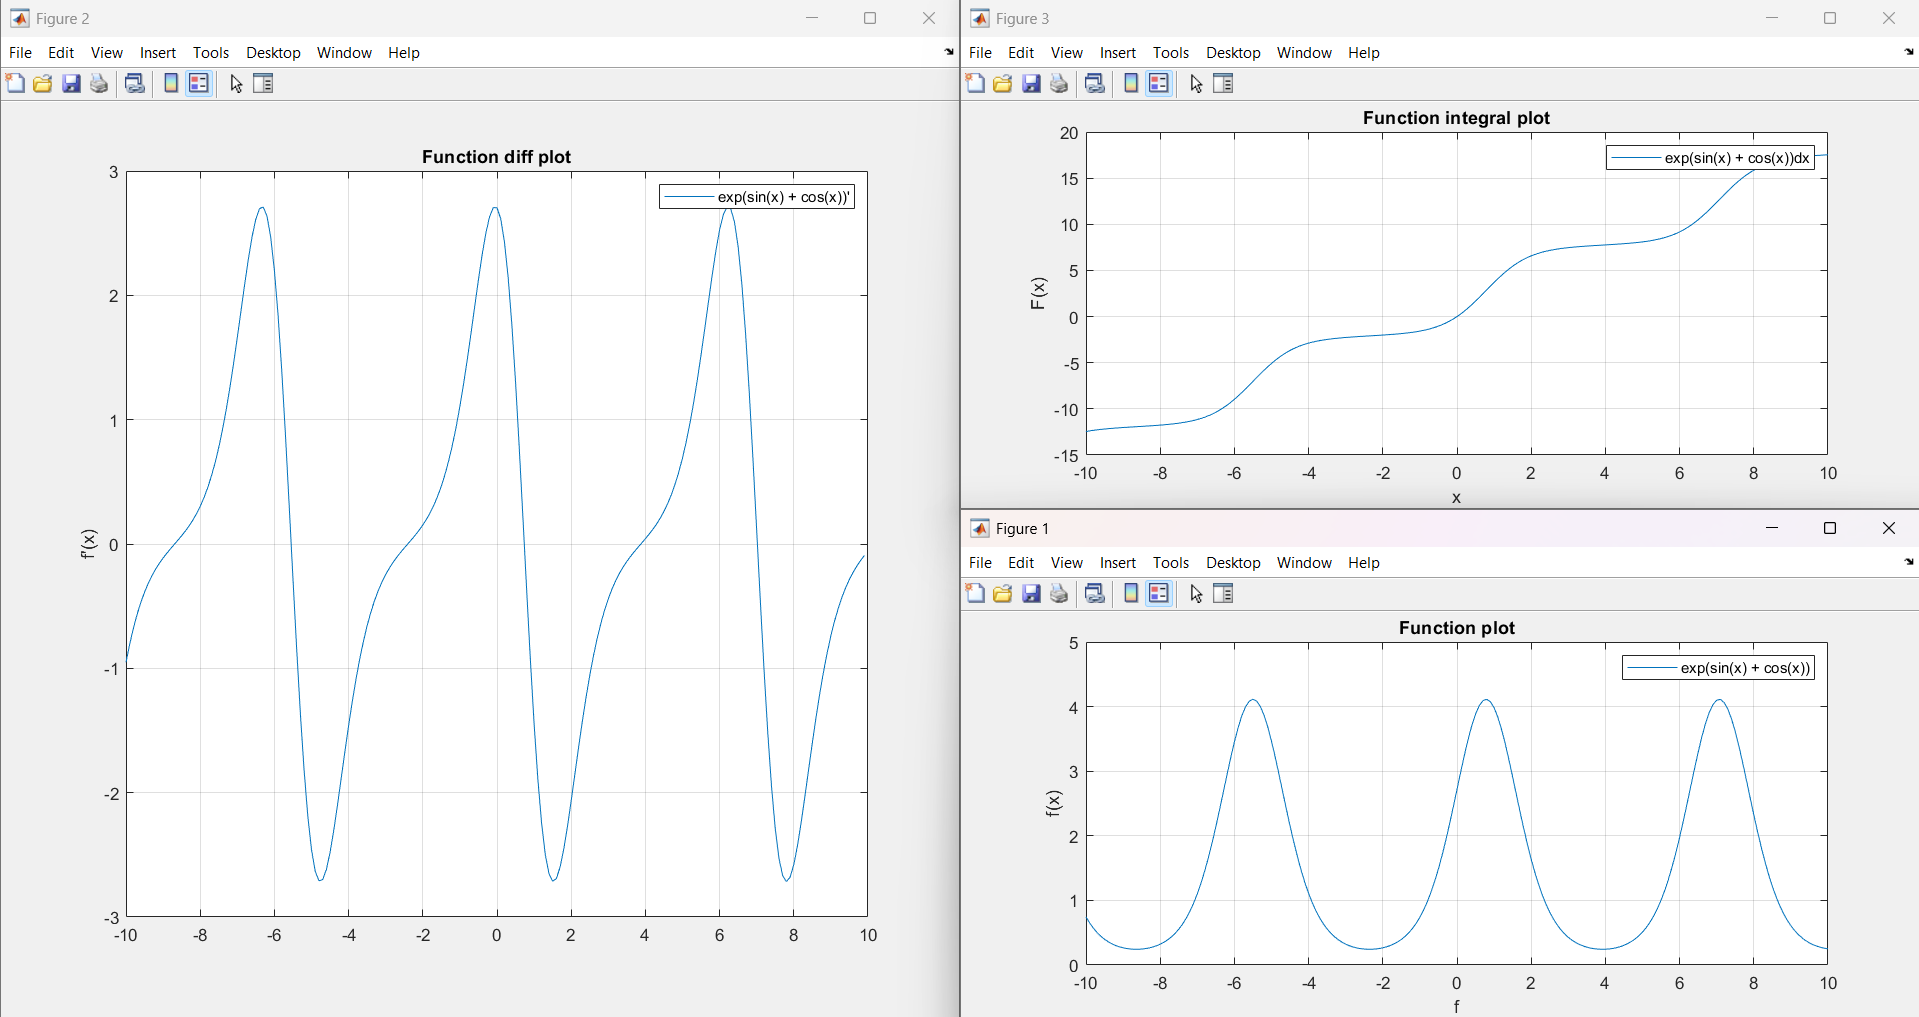 Figure 2
File Edit View Insert Tools Desktop Window Help
Function diff plot
exp(sin(x) + cos(x))'
3
2
1
0
-1
-2
-3
f'(x)
-10 -8 -6 -4 -2 0 2 4 6 8 10
Figure 3
File Edit View Insert Tools Desktop Window Help
Function integral plot
exp(sin(x) + cos(x))dx
20
15
10
5
0
-5
-10
-15
F(x)
-10 -8 -6 -4 -2 0 2 4 6 8 10
x
Figure 1
File Edit View Insert Tools Desktop Window Help
Function plot
exp(sin(x) + cos(x))
5
4
3
2
1
0
f(x)
-10 -8 -6 -4 -2 0 2 4 6 8 10
f